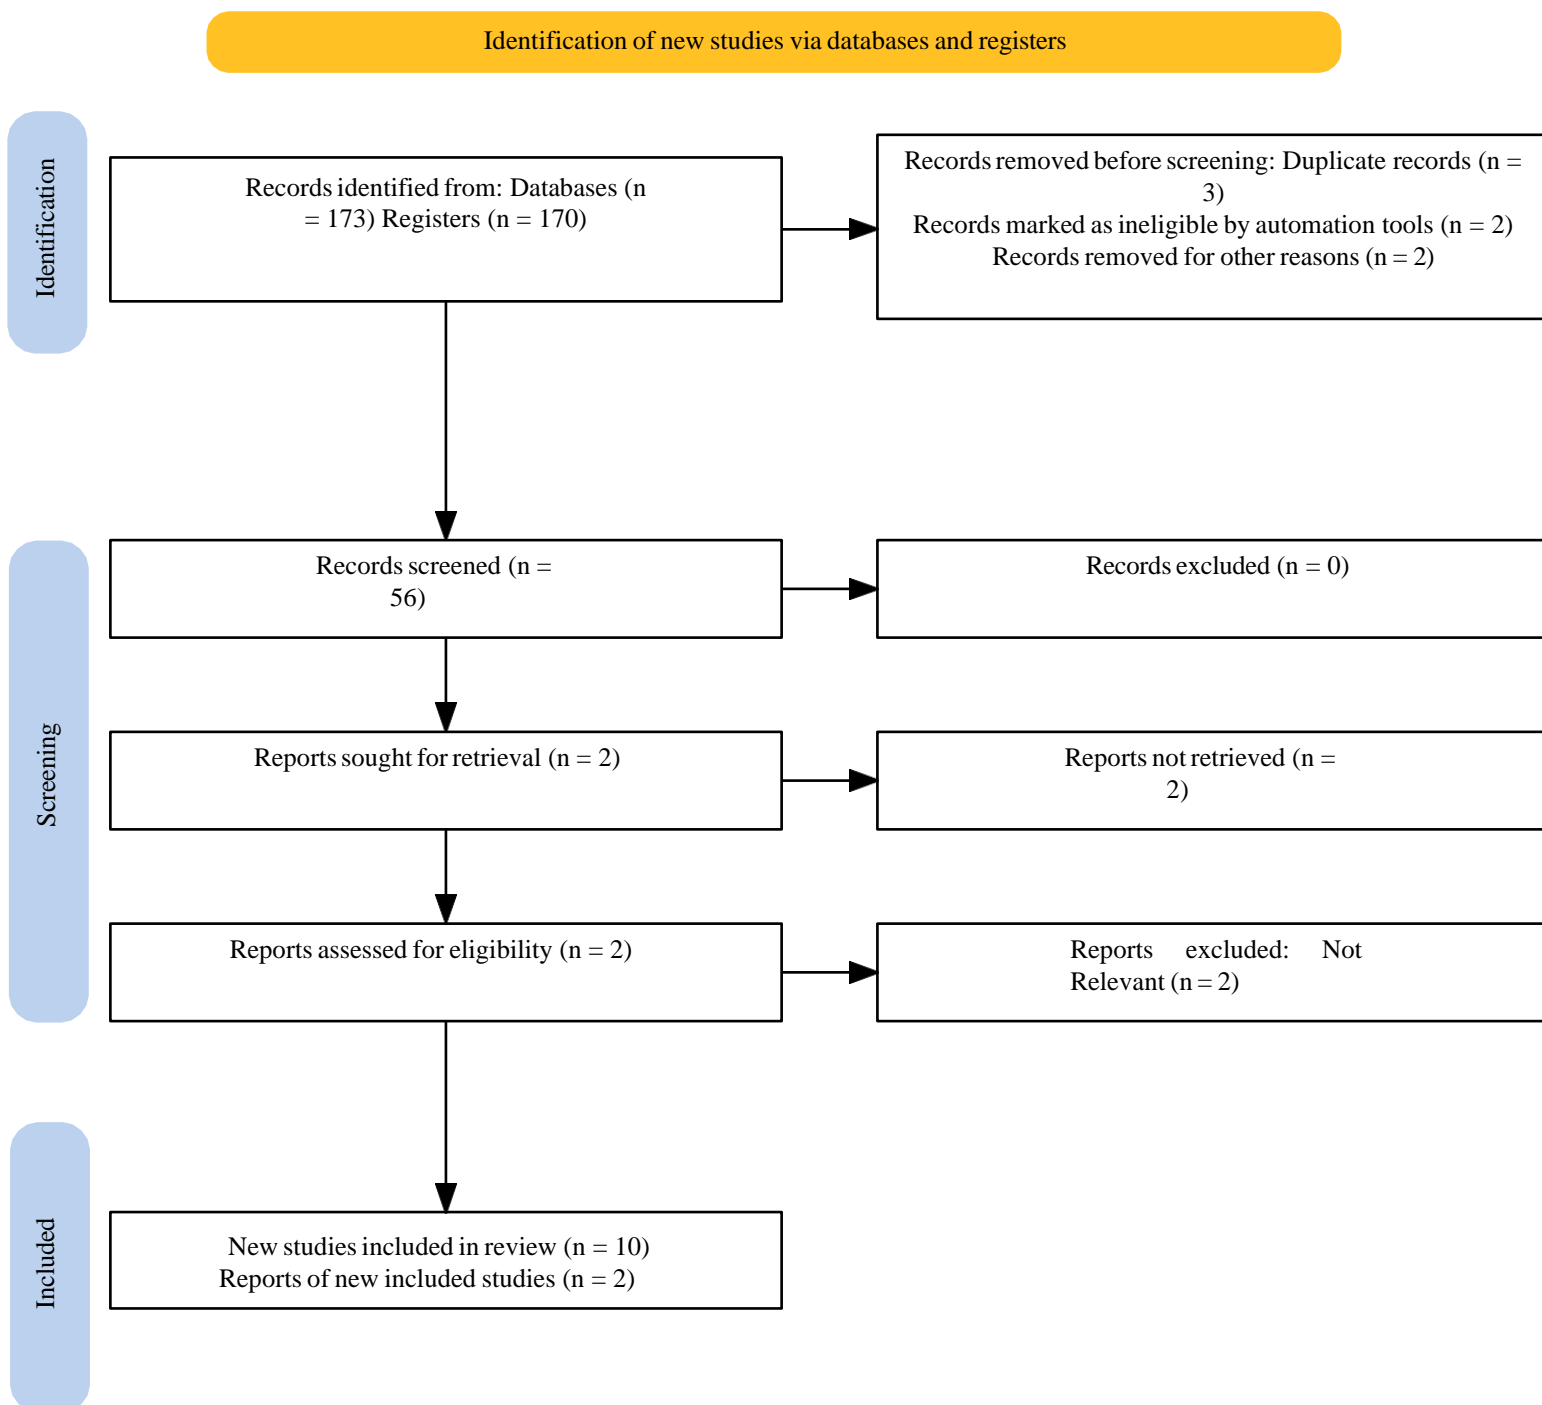 Identification of new studies via databases and registers
Identification
Records identified from: Databases (n
= 173) Registers (n = 170)
Records removed before screening: Duplicate records (n =
3)
Records marked as ineligible by automation tools (n = 2)
Records removed for other reasons (n = 2)
Screening
Records screened (n =
56)
Records excluded (n = 0)
Reports sought for retrieval (n = 2)
Reports not retrieved (n =
2)
Reports assessed for eligibility (n = 2)
Reports excluded: Not
Relevant (n = 2)
Included
New studies included in review (n = 10)
Reports of new included studies (n = 2)